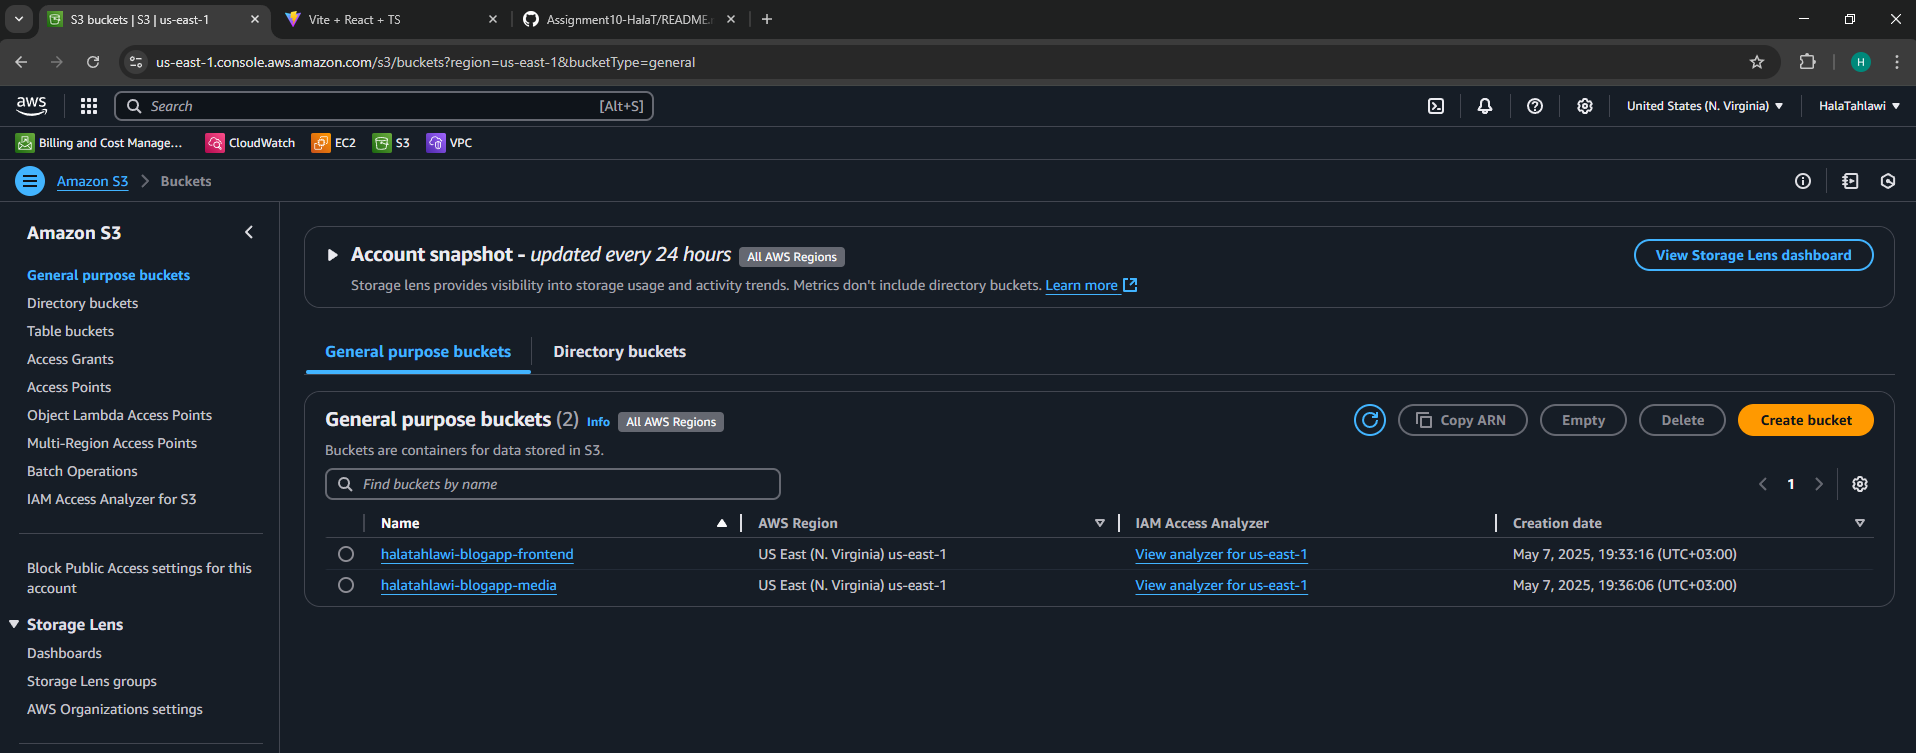 S3 buckets | S3 | us-east-1
Vite + React + TS
Assignment10-HalaT/README.m
us-east-1.console.aws.amazon.com/s3/buckets?region=us-east-1&bucketType=general
H
aws
Search
[Alt+S]
United States (N. Virginia)
HalaTahlawi
Billing and Cost Manage...
CloudWatch
EC2
S3
VPC
Amazon S3
Buckets
Amazon S3
General purpose buckets
Directory buckets
Table buckets
Access Grants
Access Points
Object Lambda Access Points
Multi-Region Access Points
Batch Operations
IAM Access Analyzer for S3
Block Public Access settings for this
account
Storage Lens
Dashboards
Storage Lens groups
AWS Organizations settings
Account snapshot - updated every 24 hours All AWS Regions
View Storage Lens dashboard
Storage lens provides visibility into storage usage and activity trends. Metrics don't include directory buckets. Learn more
General purpose buckets
Directory buckets
General purpose buckets (2) Info All AWS Regions
Copy ARN
Empty
Delete
Create bucket
Buckets are containers for data stored in S3.
Find buckets by name
1
Name AWS Region IAM Access Analyzer Creation date
halatahlawi-blogapp-frontend US East (N. Virginia) us-east-1 View analyzer for us-east-1 May 7, 2025, 19:33:16 (UTC+03:00)
halatahlawi-blogapp-media US East (N. Virginia) us-east-1 View analyzer for us-east-1 May 7, 2025, 19:36:06 (UTC+03:00)